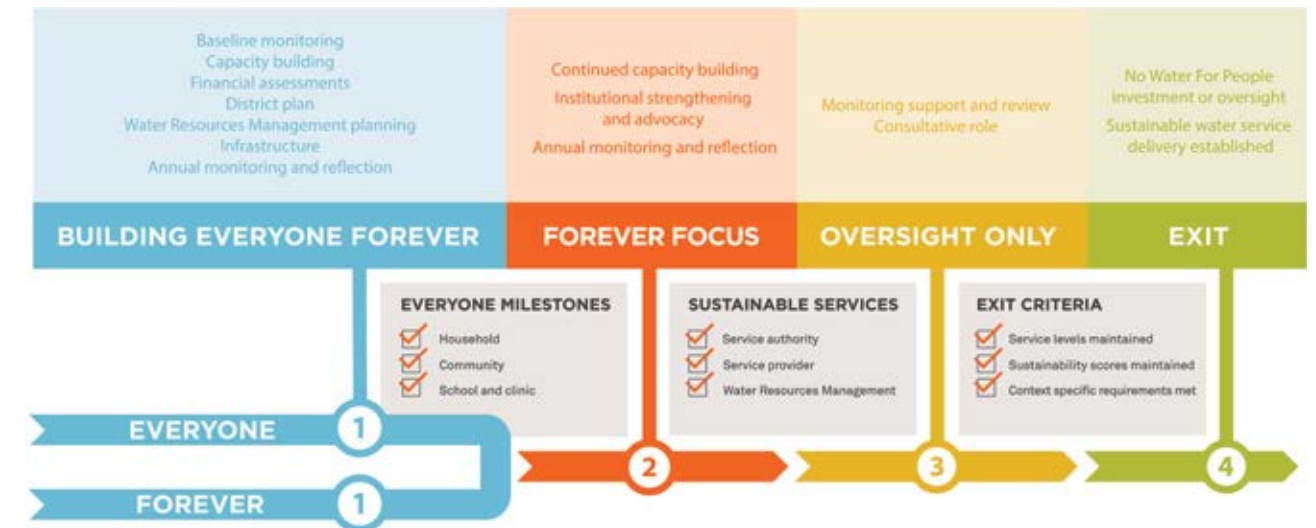 Baseline monitoring
Capacity building
Financial assessments
District plan
Water Resources Management planning
Infrastructure
Annual monitoring and reflection
Continued capacity building
Institutional strengthening
and advocacy
Annual monitoring and reflection
Monitoring support and review
Consultative role
No Water For People
investment or oversight
Sustainable water service
delivery established
BUILDING EVERYONE FOREVER
FOREVER FOCUS
OVERSIGHT ONLY
EXIT
EVERYONE MILESTONES
Household
Community
School and clinic
SUSTAINABLE SERVICES
Service authority
Service provider
Water Resources Management
EXIT CRITERIA
Service levels maintained
Sustainability scores maintained
Context specific requirements met
EVERYONE
1
FOREVER
1
2
3
4